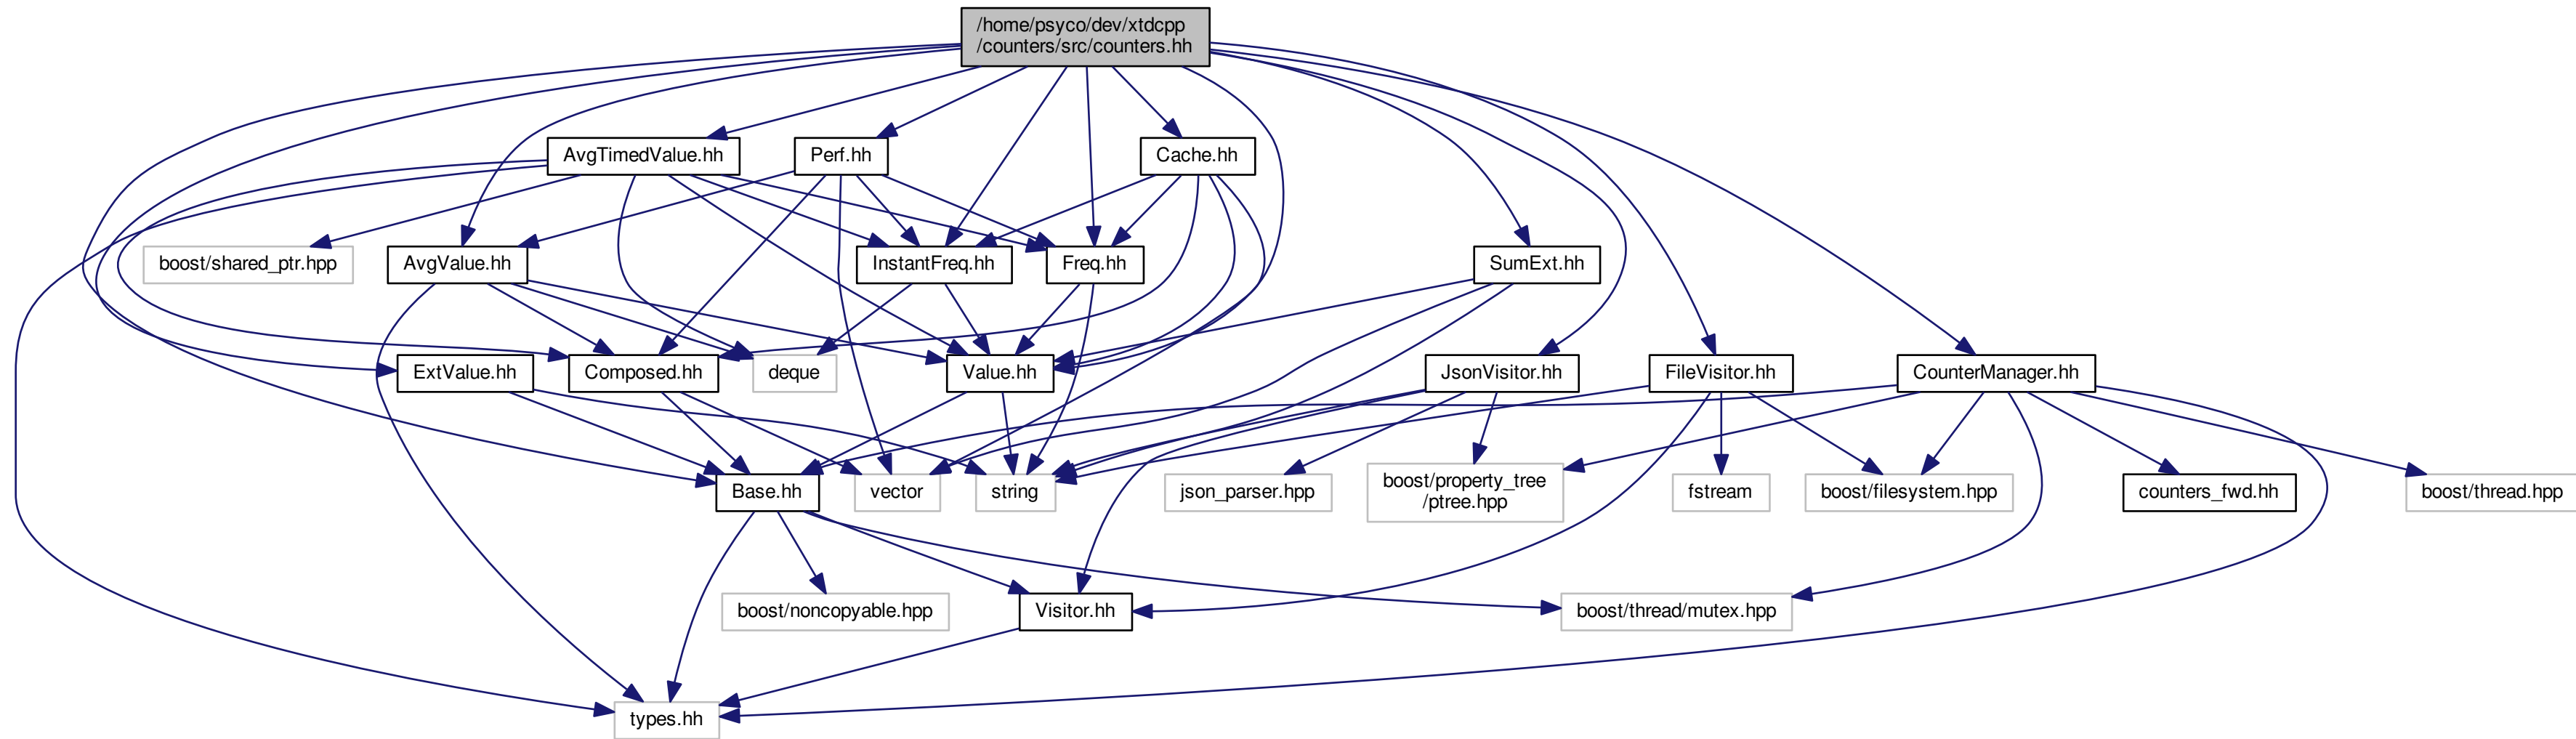 /home/psyco/dev/xtdcpp
/counters/src/counters.hh
AvgTimedValue.hh
Perf.hh
Cache.hh
boost/shared_ptr.hpp
AvgValue.hh
InstantFreq.hh
Freq.hh
SumExt.hh
ExtValue.hh
Composed.hh
deque
Value.hh
JsonVisitor.hh
FileVisitor.hh
CounterManager.hh
Base.hh
vector
string
json_parser.hpp
boost/property_tree
/ptree.hpp
fstream
boost/filesystem.hpp
counters_fwd.hh
boost/thread.hpp
boost/noncopyable.hpp
Visitor.hh
boost/thread/mutex.hpp
types.hh